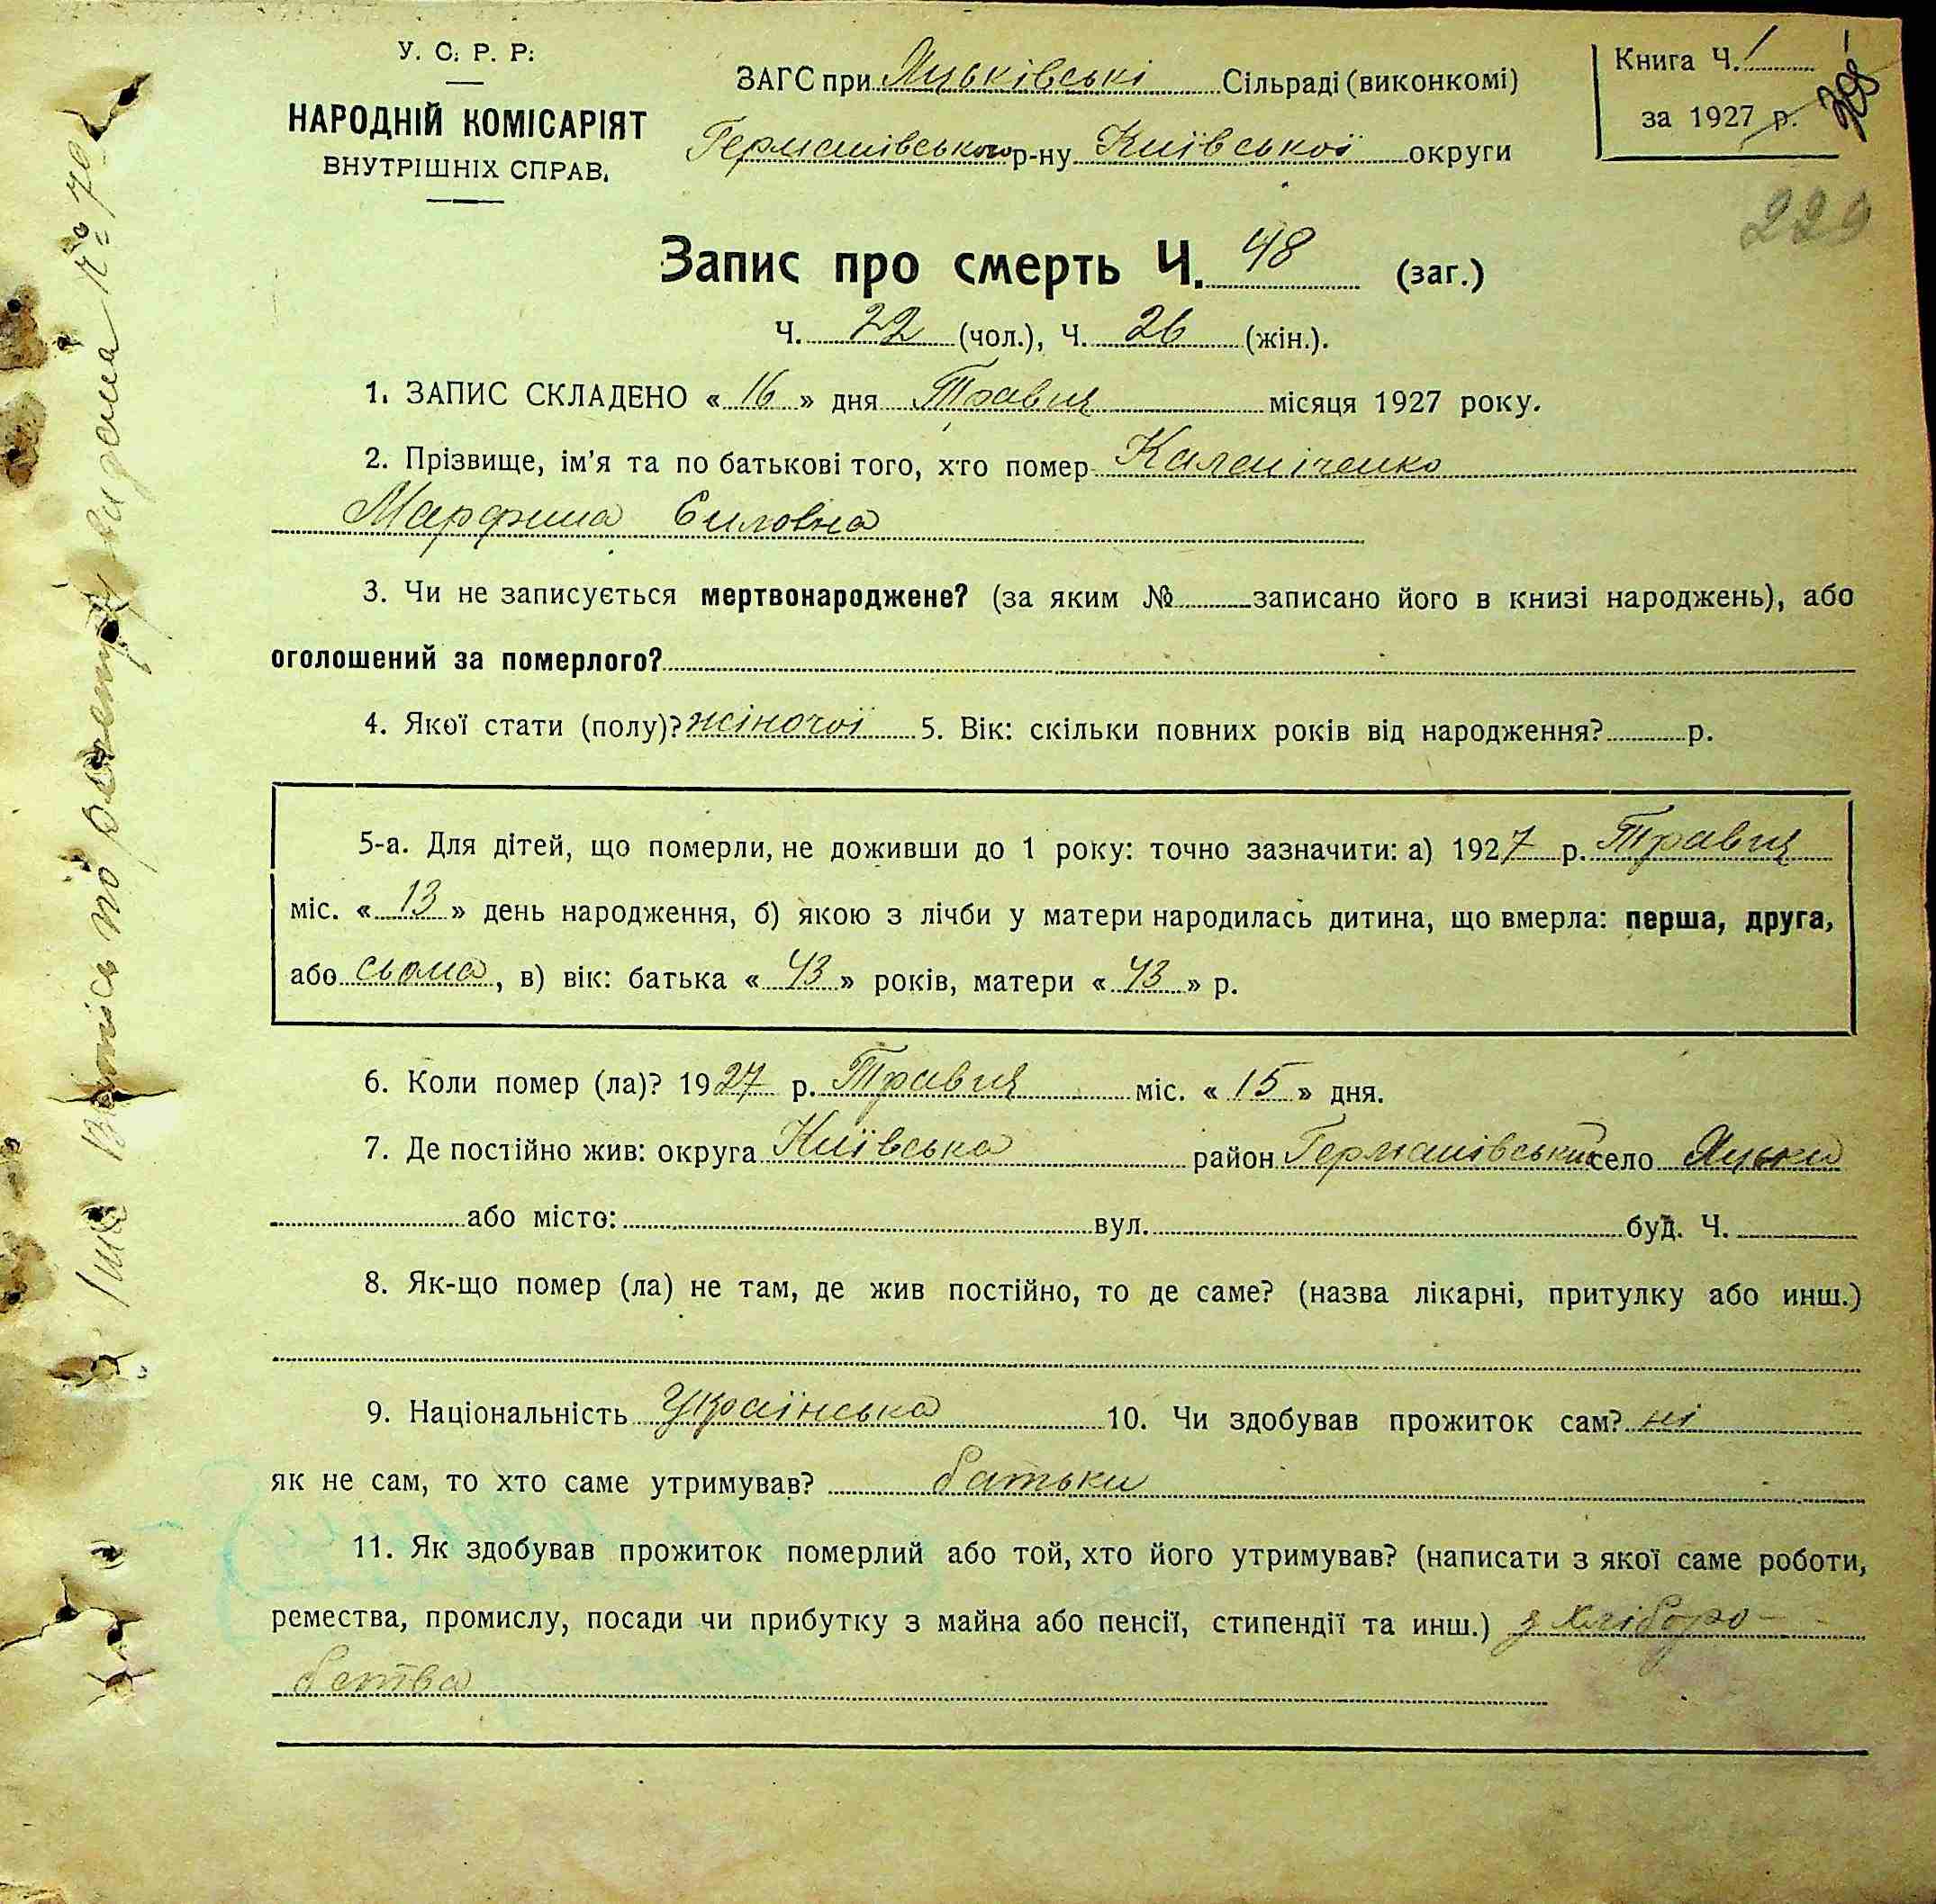 У. С. Р. Р.
НАРОДНІЙ КОМІСАРІЯТ
ВНУТРІШНІХ СПРАВ.
ЗАГС при Яцьківські Сільраді (виконкомі)
Германівського р-ну Київської округи
Книга Ч. 1
за 1927 р.
229
Запис про смерть Ч. 48 (заг.)
Ч. 22 (чол.), Ч. 26 (жін.).
1. ЗАПИС СКЛАДЕНО « 16 » дня Травня місяця 1927 року.
2. Прізвище, ім'я та по батькові того, хто помер Каленіченко
Марфина Силовна
3. Чи не записується мертвонароджене? (за яким № записано його в книзі народжень), або
оголошений за померлого?
4. Якої стати (полу)? жіночої 5. Вік: скільки повних років від народження? р.
5-а. Для дітей, що померли, не доживши до 1 року: точно зазначити: а) 1927 р. Травня
міс. « 13 » день народження, б) якою з лічби у матери народилась дитина, що вмерла: перша, друга,
або сьома, в) вік: батька « 43 » років, матери « 43 » р.
6. Коли помер (ла)? 1927 р. Травня міс. « 15 » дня.
7. Де постійно жив: округа Київська район Германівський село Яцьки
або місто: вул. буд. Ч.
8. Як-що помер (ла) не там, де жив постійно, то де саме? (назва лікарні, притулку або инш.)
9. Національність Українська 10. Чи здобував прожиток сам? ні
як не сам, то хто саме утримував? батьки
11. Як здобував прожиток померлий або той, хто його утримував? (написати з якої саме роботи,
ремества, промислу, посади чи прибутку з майна або пенсії, стипендії та инш.) з хліборо-
бства